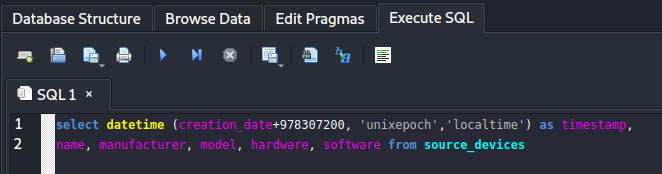 Database Structure Browse Data Edit Pragmas Execute SQL
SQL 1 ×
1 select datetime (creation_date+978307200, 'unixepoch','localtime') as timestamp,
2 name, manufacturer, model, hardware, software from source_devices